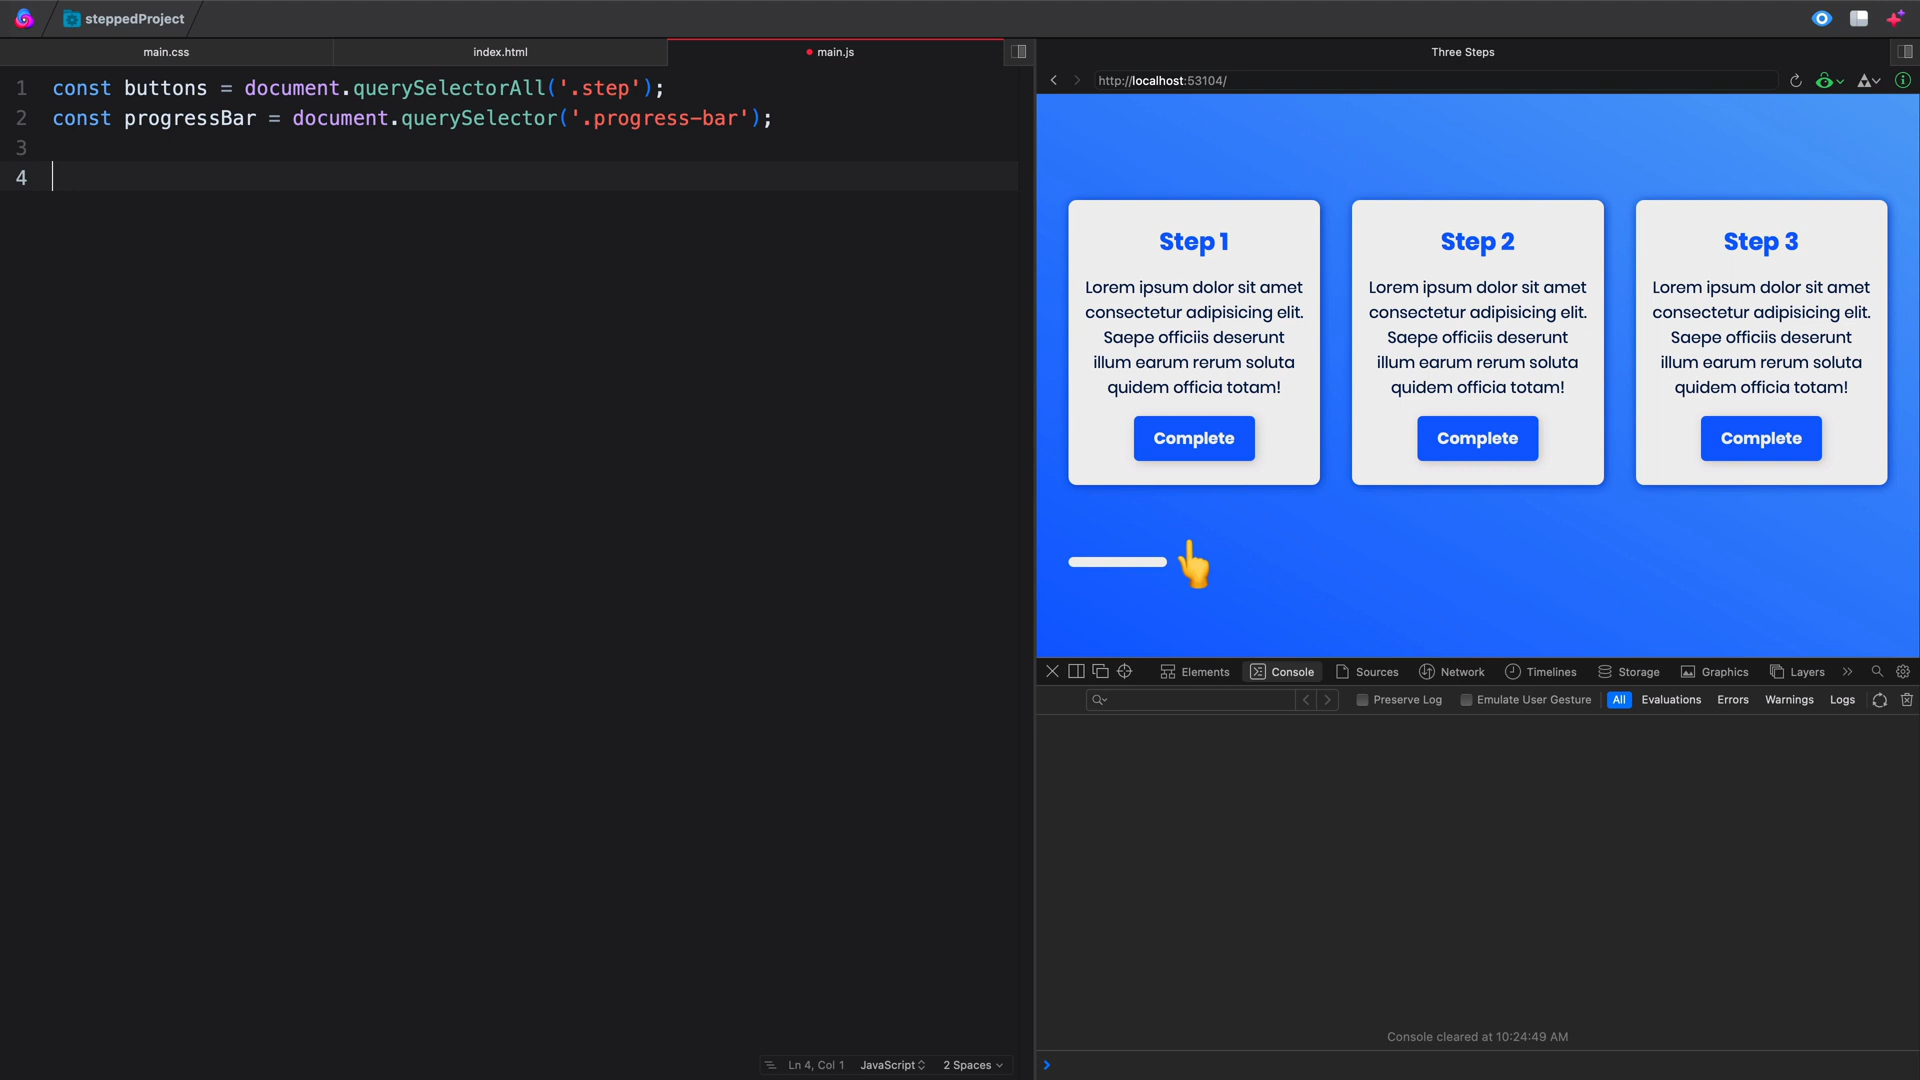 steppedProject
main.css
index.html
main.js
1 const buttons = document.querySelectorAll('.step');
2 const progressBar = document.querySelector('.progress-bar');
3
4
Ln 4, Col 1
JavaScript
2 Spaces
Three Steps
http://localhost:53104/
Step 1
Lorem ipsum dolor sit amet
consectetur adipisicing elit.
Saepe officiis deserunt
illum earum rerum soluta
quidem officia totam!
Complete
Step 2
Lorem ipsum dolor sit amet
consectetur adipisicing elit.
Saepe officiis deserunt
illum earum rerum soluta
quidem officia totam!
Complete
Step 3
Lorem ipsum dolor sit amet
consectetur adipisicing elit.
Saepe officiis deserunt
illum earum rerum soluta
quidem officia totam!
Complete
Elements Console Sources Network Timelines Storage Graphics Layers
Preserve Log Emulate User Gesture All Evaluations Errors Warnings Logs
Console cleared at 10:24:49 AM